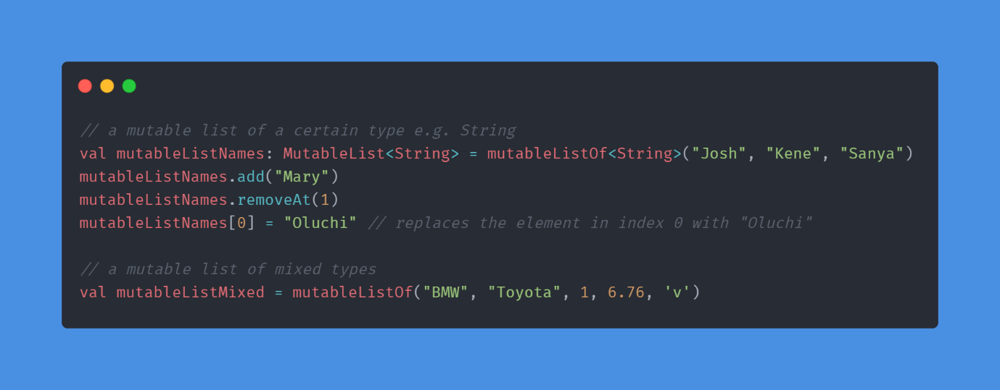 // a mutable list of a certain type e.g. String
val mutableListNames: MutableList<String> = mutableListOf<String>("Josh", "Kene", "Sanya")
mutableListNames.add("Mary")
mutableListNames.removeAt(1)
mutableListNames[0] = "Oluchi" // replaces the element in index 0 with "Oluchi"
// a mutable list of mixed types
val mutableListMixed = mutableListOf("BMW", "Toyota", 1, 6.76, 'v')